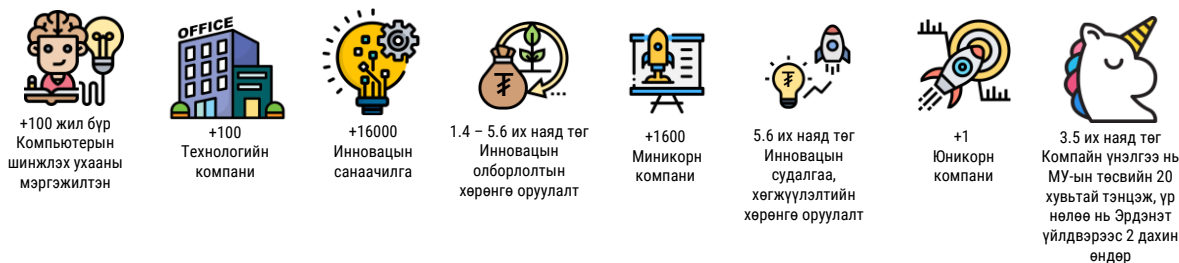 OFFICE
+100 жил бүр
Компьютерын
шинжлэх ухааны
мэргэжилтэн
+100
Технологийн
компани
+16000
Инновацын
санаачилга
1.4 – 5.6 их наяд төг
Инновацын
олборлолтын
хөрөнгө оруулалт
₮
+1600
Миникорн
компани
₮
5.6 их наяд төг
Инновацын
судалгаа,
хөгжүүлэлтийн
хөрөнгө оруулалт
+1
Юникорн
компани
3.5 их наяд төг
Компайн үнэлгээ нь
МУ-ын төсвийн 20
хувьтай тэнцэж, үр
нөлөө нь Эрдэнэт
үйлдвэрээс 2 дахин
өндөр